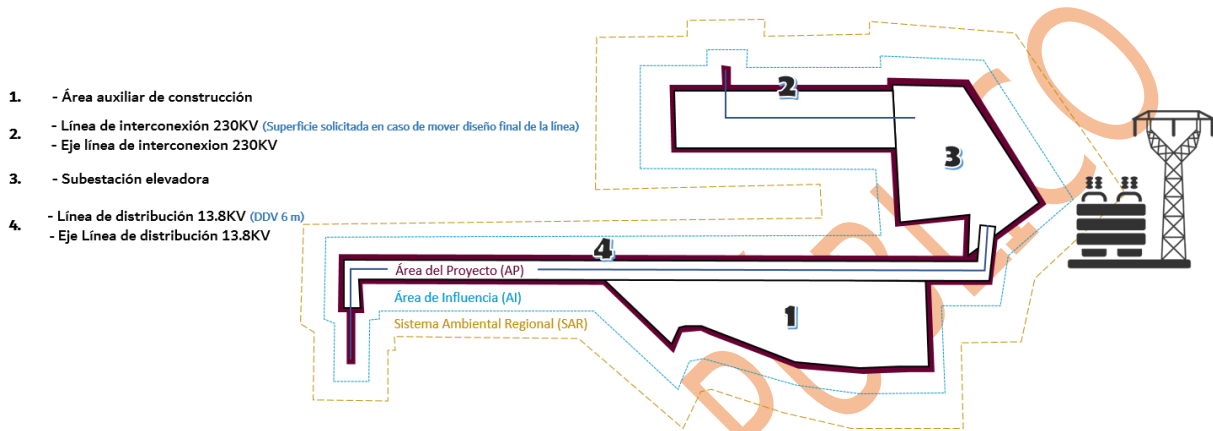 1. - Área auxiliar de construcción
2. - Línea de interconexión 230KV (Superficie solicitada en caso de mover diseño final de la línea)
- Eje línea de interconexion 230KV
3. - Subestación elevadora
4. - Línea de distribución 13.8KV (DDV 6 m)
- Eje Línea de distribución 13.8KV
2
3
4
Área del Proyecto (AP)
Área de Influencia (AI)
1
Sistema Ambiental Regional (SAR)